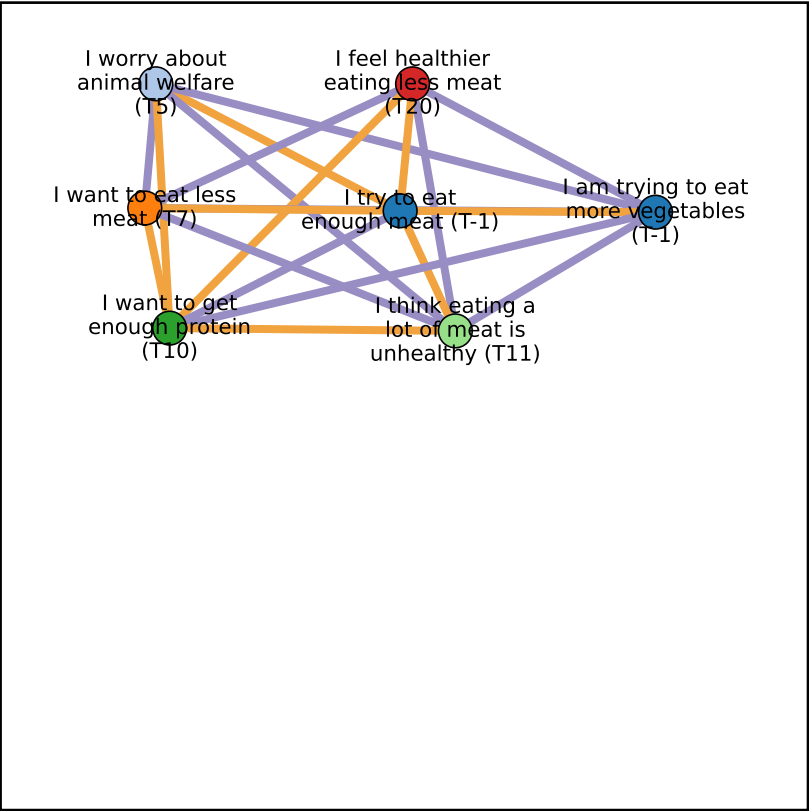 I worry about
animal welfare
(T5)
I feel healthier
eating less meat
(T20)
I want to eat less
meat (T7)
I try to eat
enough meat (T-1)
I am trying to eat
more vegetables
(T-1)
I want to get
enough protein
(T10)
I think eating a
lot of meat is
unhealthy (T11)